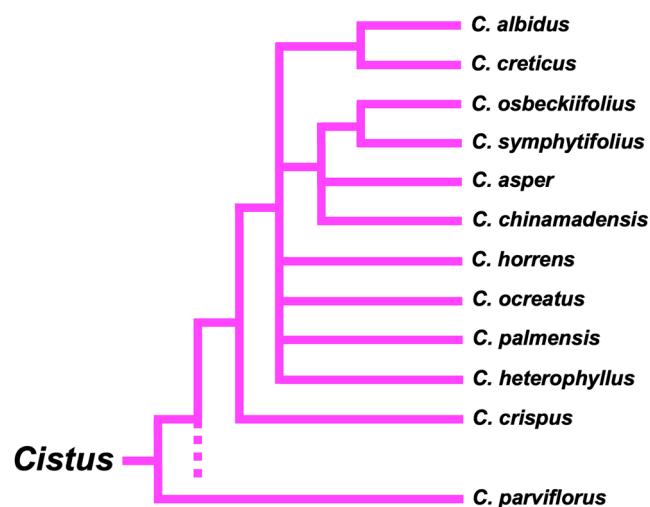 C. albidus
C. creticus
C. osbeckiifolius
C. symphytifolius
C. asper
C. chinamadensis
C. horrens
C. ocreatus
C. palmensis
C. heterophyllus
C. crispus
Cistus
C. parviflorus